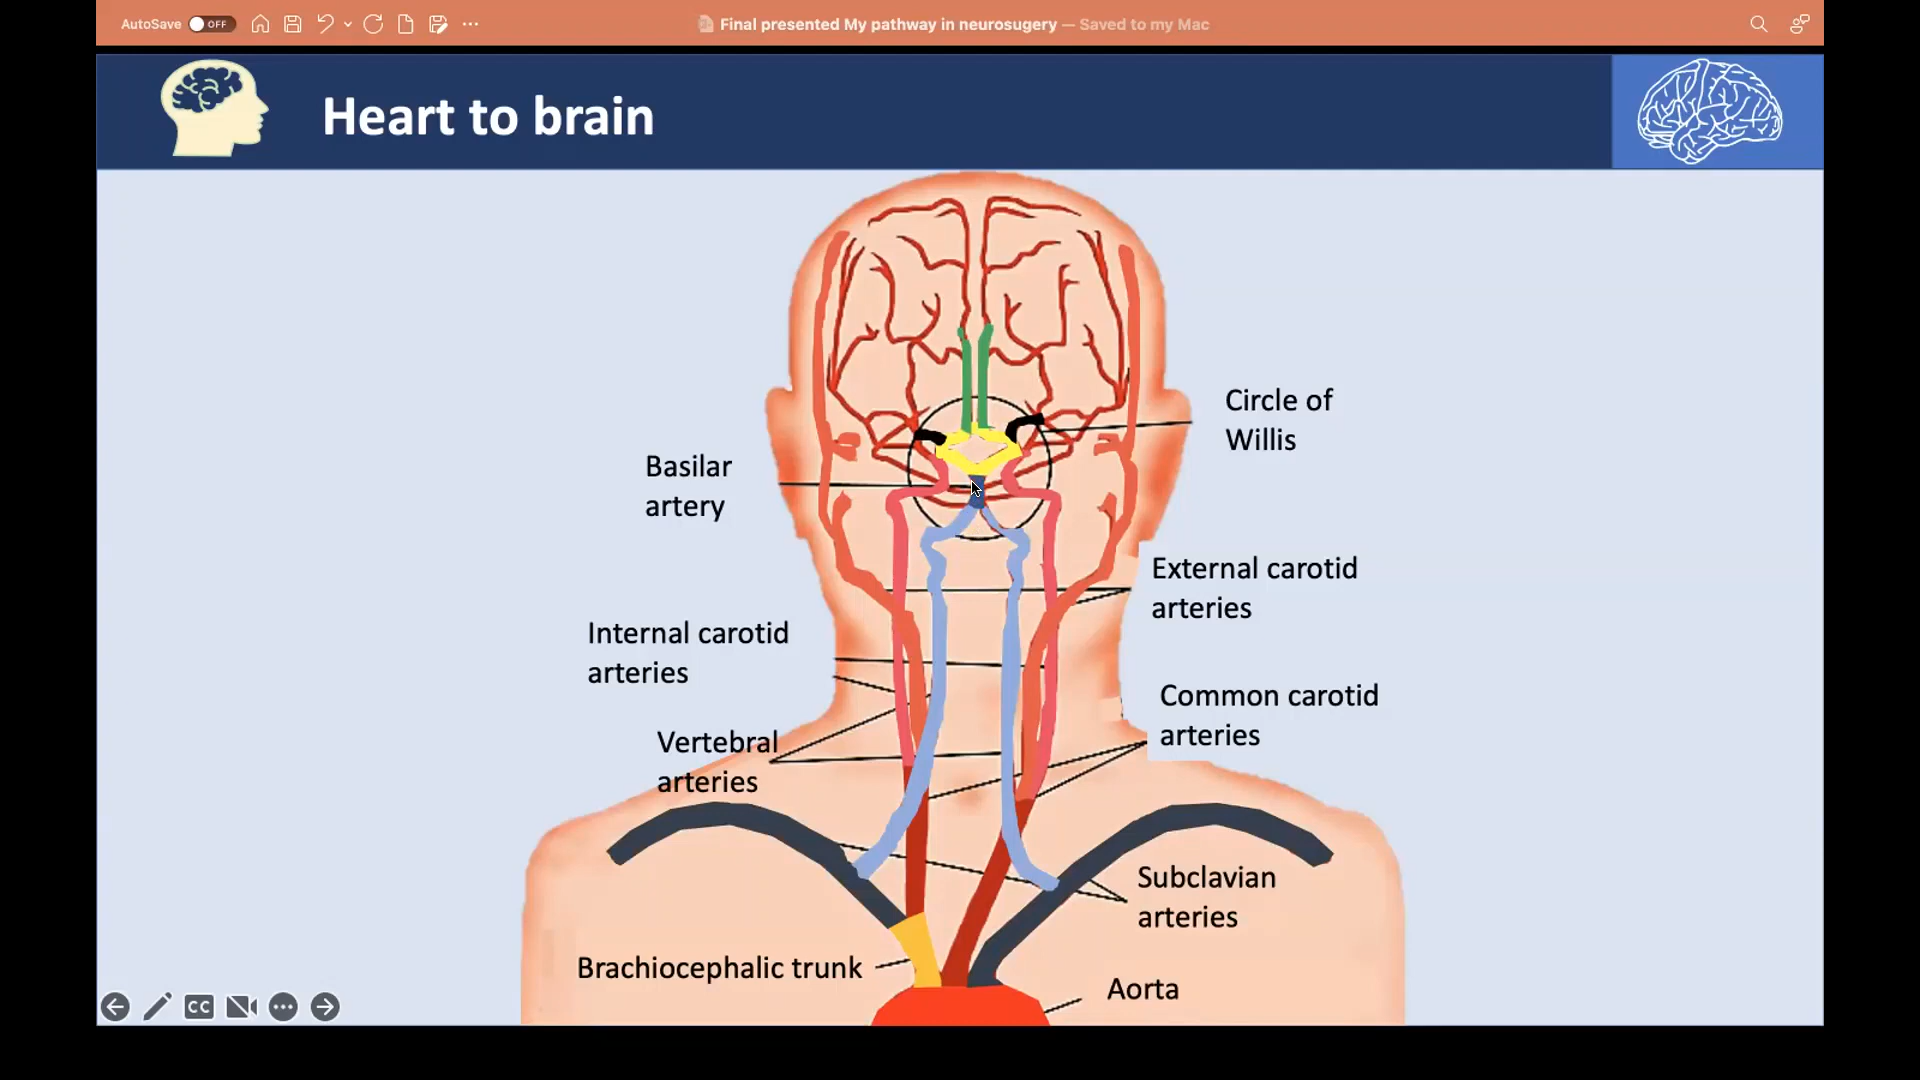 AutoSave OFF
Final presented My pathway in neurosugery — Saved to my Mac
Heart to brain
Circle of
Willis
Basilar
artery
External carotid
arteries
Internal carotid
arteries
Common carotid
arteries
Vertebral
arteries
Subclavian
arteries
Brachiocephalic trunk
Aorta
CC